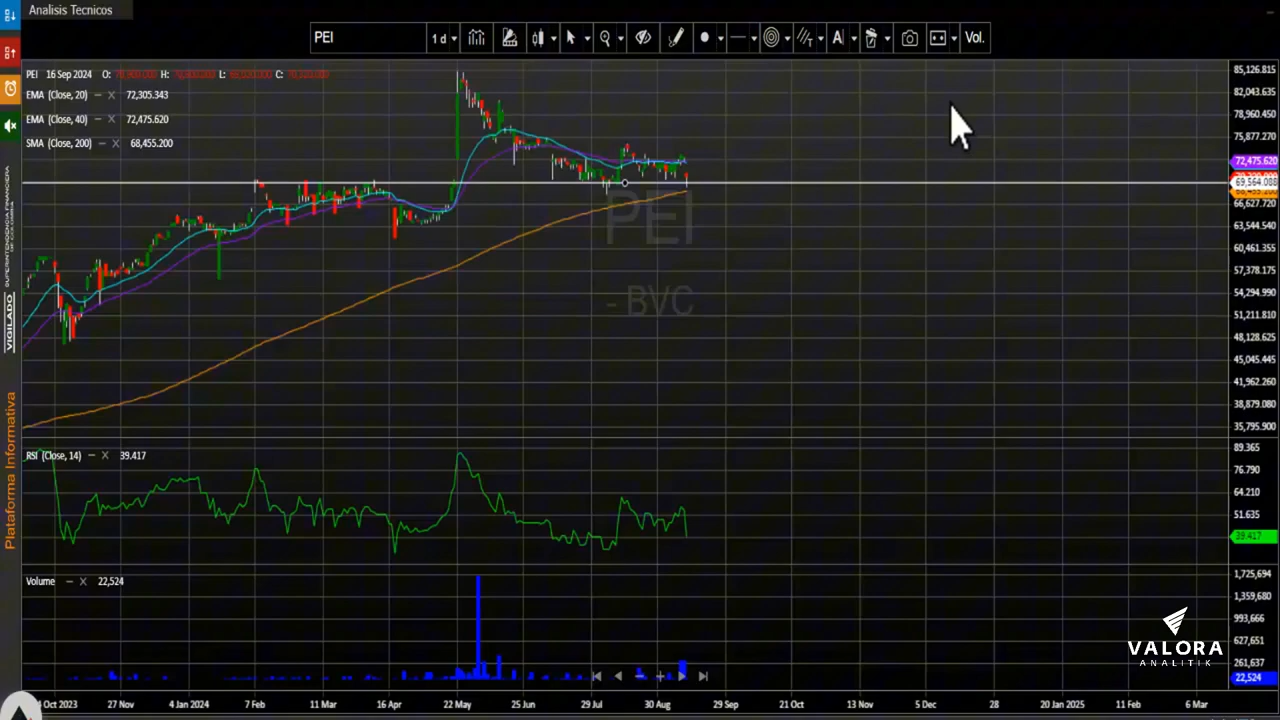 Analisis Tecnicos
PEI
1 d
A
Vol.
PEI 16 Sep 2024 O: H: L: C:
EMA (Close, 20) − X 72,305.343
EMA (Close, 40) − X 72,475.620
SMA (Close, 200) − X 68,455.200
85,126.815
82,043.635
78,960.450
75,877.270
72,475.620
69,564.088
66,627.720
63,544.540
60,461.355
57,378.175
54,294.990
51,211.810
48,128.625
45,045.445
41,962.260
38,879.080
35,795.900
PEI
- BVC
RSI (Close, 14) − X 39.417
89.365
76.790
64.210
51.635
39.417
Volume − X 22,524
1,725,694
1,359,680
993,666
627,651
261,637
22,524
VIGILADO
SUPERINTENDENCIA FINANCIERA
Plataforma Informativa
VALORA
ANALITIK
Oct 2023 27 Nov 4 Jan 2024 7 Feb 11 Mar 16 Apr 22 May 25 Jun 29 Jul 30 Aug 29 Sep 21 Oct 13 Nov 5 Dec 28 20 Jan 2025 11 Feb 6 Mar